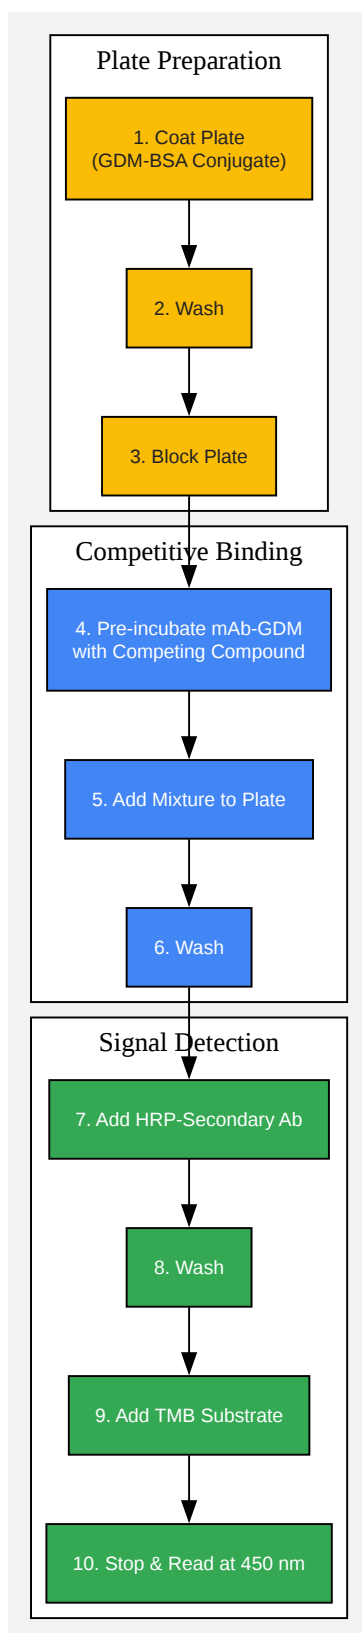 Plate Preparation
1. Coat Plate
(GDM-BSA Conjugate)
2. Wash
3. Block Plate
Competitive Binding
4. Pre-incubate mAb-GDM
with Competing Compound
5. Add Mixture to Plate
6. Wash
Signal Detection
7. Add HRP-Secondary Ab
8. Wash
9. Add TMB Substrate
10. Stop & Read at 450 nm